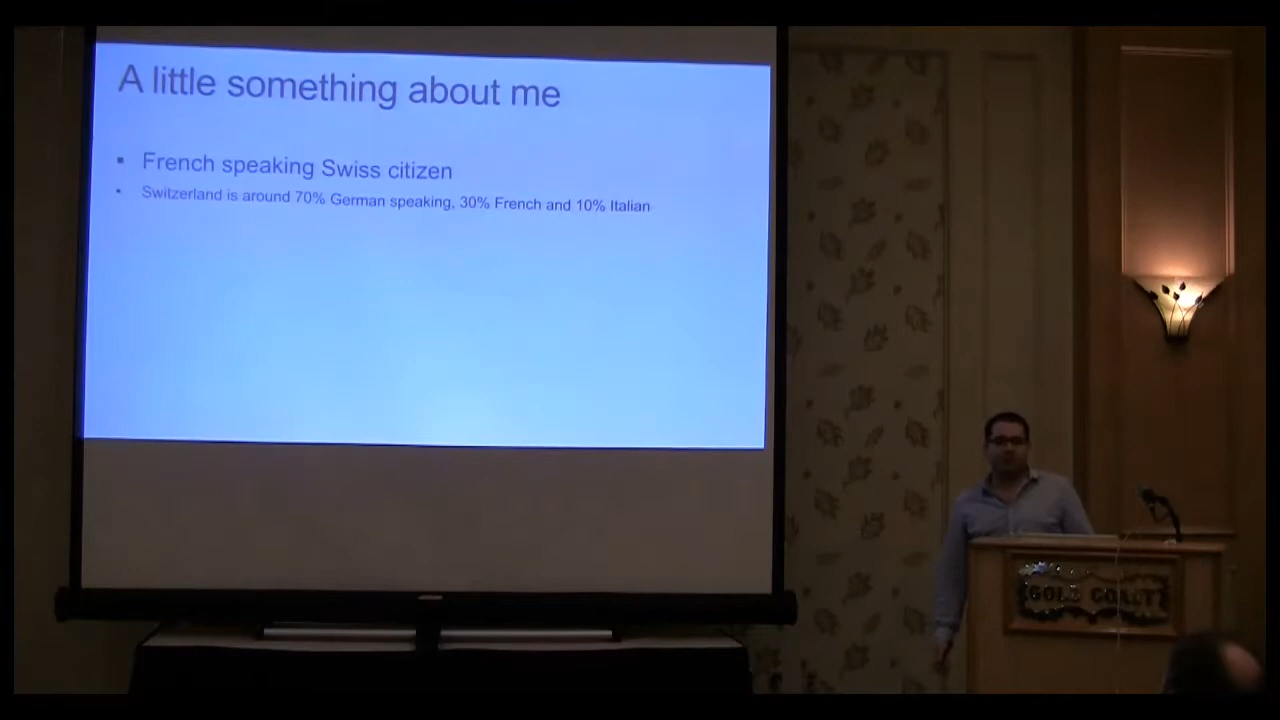 A little something about me
▪ French speaking Swiss citizen
• Switzerland is around 70% German speaking, 30% French and 10% Italian
GOLD COAST